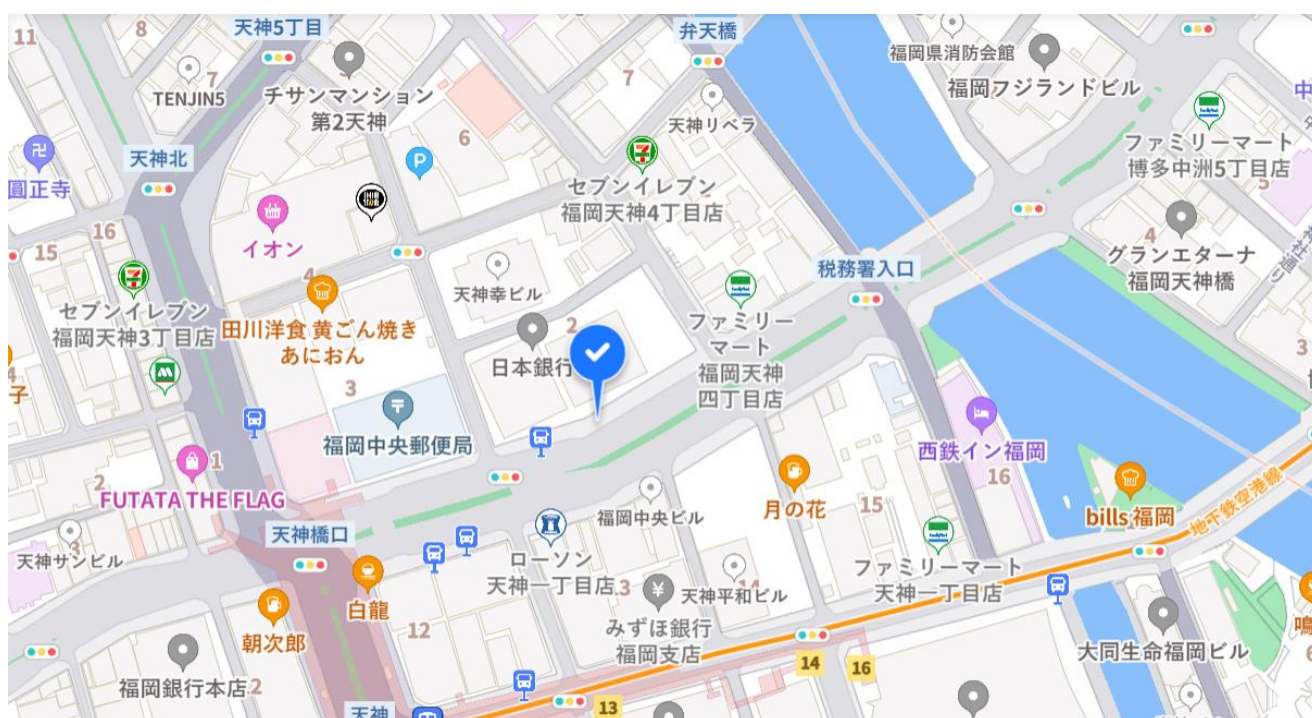 11
8
天神5丁目
弁天橋
福岡県消防会館
7
TENJIN5
チサンマンション
第2天神
7
福岡フジランドビル
中
天神リベラ
6
P
ファミリーマート
博多中洲5丁目店
5
天神北
圓正寺
セブンイレブン
福岡天神4丁目店
イオン
16
15
4
グランエターナ
福岡天神橋
神社通り
税務署入口
4
天神幸ビル
セブンイレブン
福岡天神3丁目店
田川洋食 黄ごん焼き
あにおん
2
日本銀行
ファミリー
マート
福岡天神
四丁目店
3
4
子
3
〒
福岡中央郵便局
1
2
FUTATA THE FLAG
西鉄イン福岡
16
月の花
15
bills 福岡
地下鉄空港線
福岡中央ビル
天神橋口
天神サンビル
3
ローソン
天神一丁目店
3
天神平和ビル
14
ファミリーマート
天神一丁目店
白龍
朝次郎
12
¥
みずほ銀行
福岡支店
鳴
大同生命福岡ビル
6
福岡銀行本店
2
14
16
13
天神